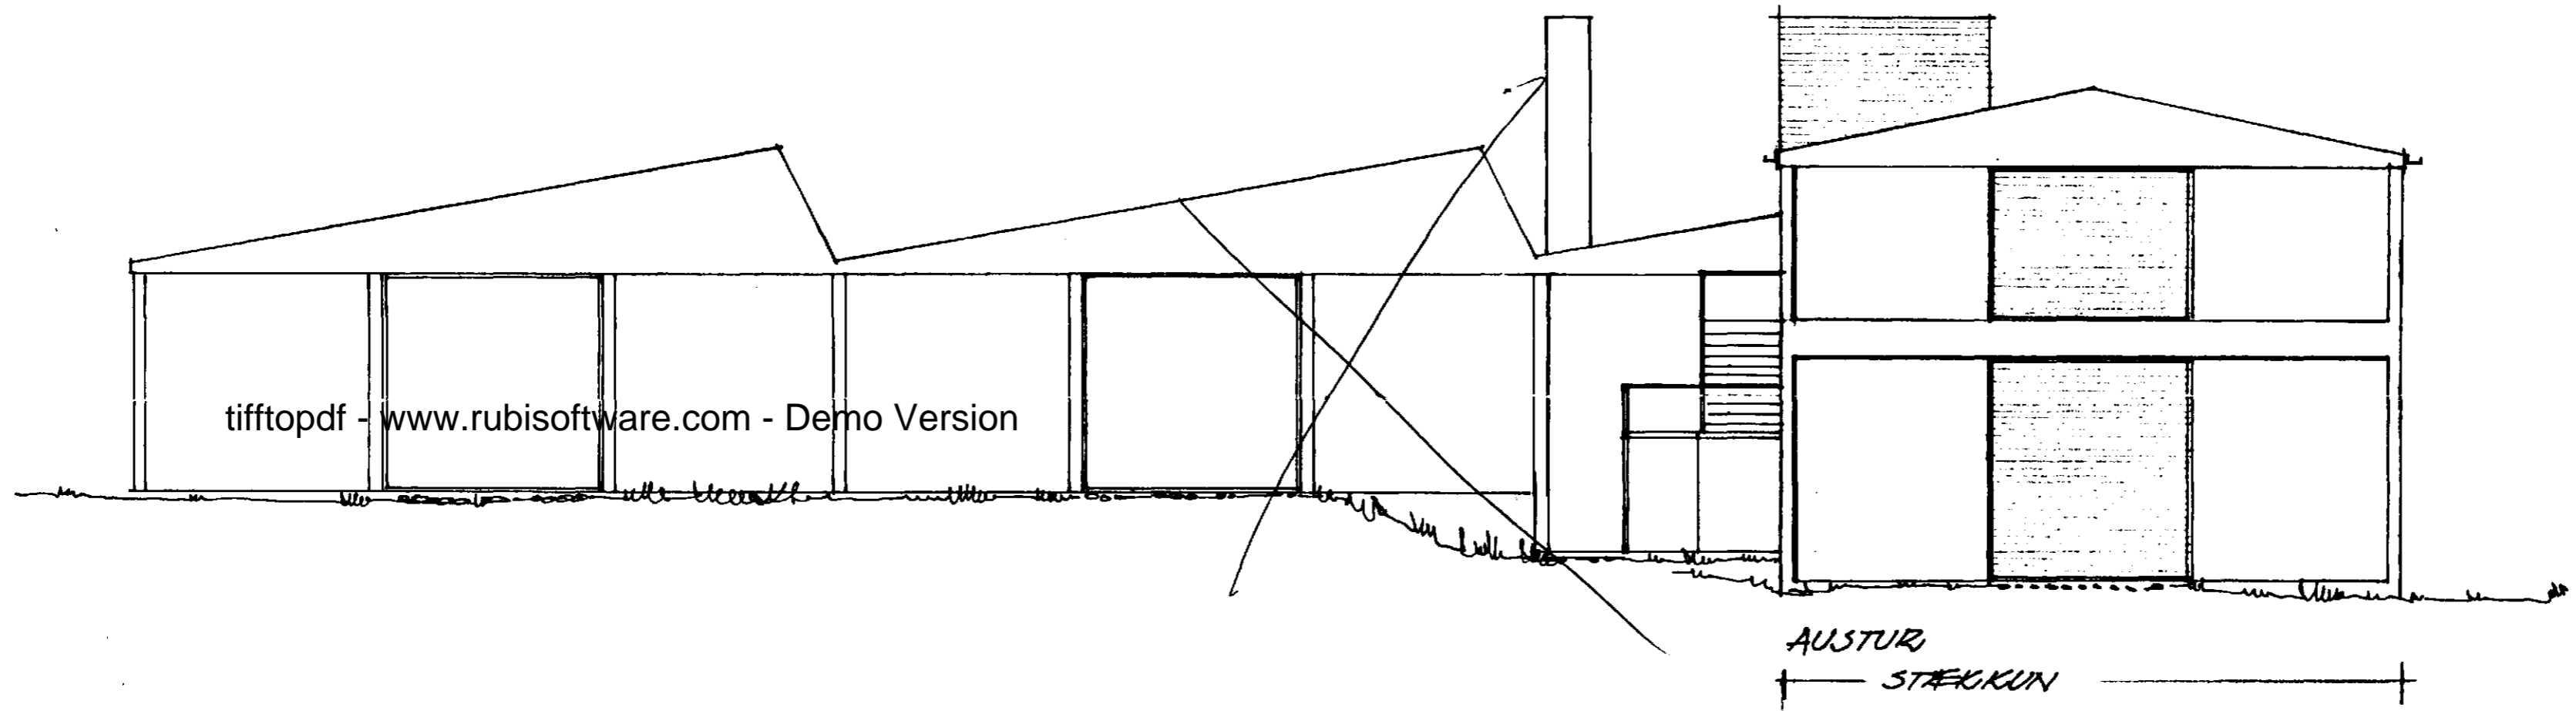 tifftopdf - www.rubisoftware.com - Demo Version
AUSTUR
STÆKKUN